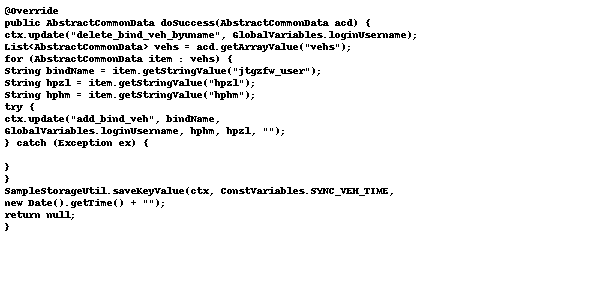 @Override
public AbstractCommonData doSuccess(AbstractCommonData acd) {
ctx.update("delete_bind_veh_byuname", GlobalVariables.loginUsername);
List<AbstractCommonData> vehs = acd.getArrayValue("vehs");
for (AbstractCommonData item : vehs) {
String bindName = item.getStringValue("jtgzfw_user");
String hpzl = item.getStringValue("hpzl");
String hphm = item.getStringValue("hphm");
try {
ctx.update("add_bind_veh", bindName,
GlobalVariables.loginUsername, hphm, hpzl, "");
} catch (Exception ex) {
}
}
SampleStorageUtil.saveKeyValue(ctx, ConstVariables.SYNC_VEH_TIME,
new Date().getTime() + "");
return null;
}